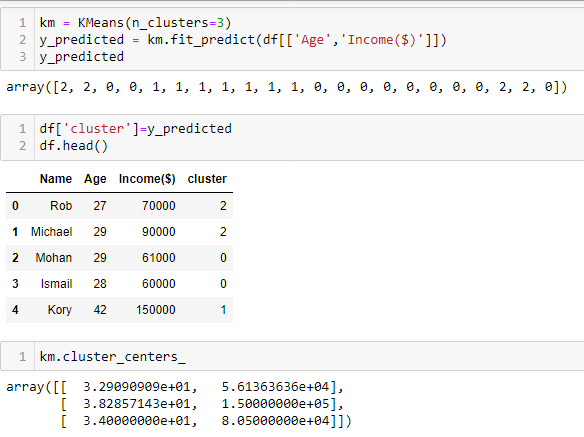 1 km = KMeans(n_clusters=3)
2 y_predicted = km.fit_predict(df[['Age','Income($)']])
3 y_predicted
array([2, 2, 0, 0, 1, 1, 1, 1, 1, 1, 1, 0, 0, 0, 0, 0, 0, 0, 0, 2, 2, 0])
1 df['cluster']=y_predicted
2 df.head()
Name Age Income($) cluster
0 Rob 27 70000 2
1 Michael 29 90000 2
2 Mohan 29 61000 0
3 Ismail 28 60000 0
4 Kory 42 150000 1
1 km.cluster_centers_
array([[ 3.29090909e+01, 5.61363636e+04],
[ 3.82857143e+01, 1.50000000e+05],
[ 3.40000000e+01, 8.05000000e+04]])